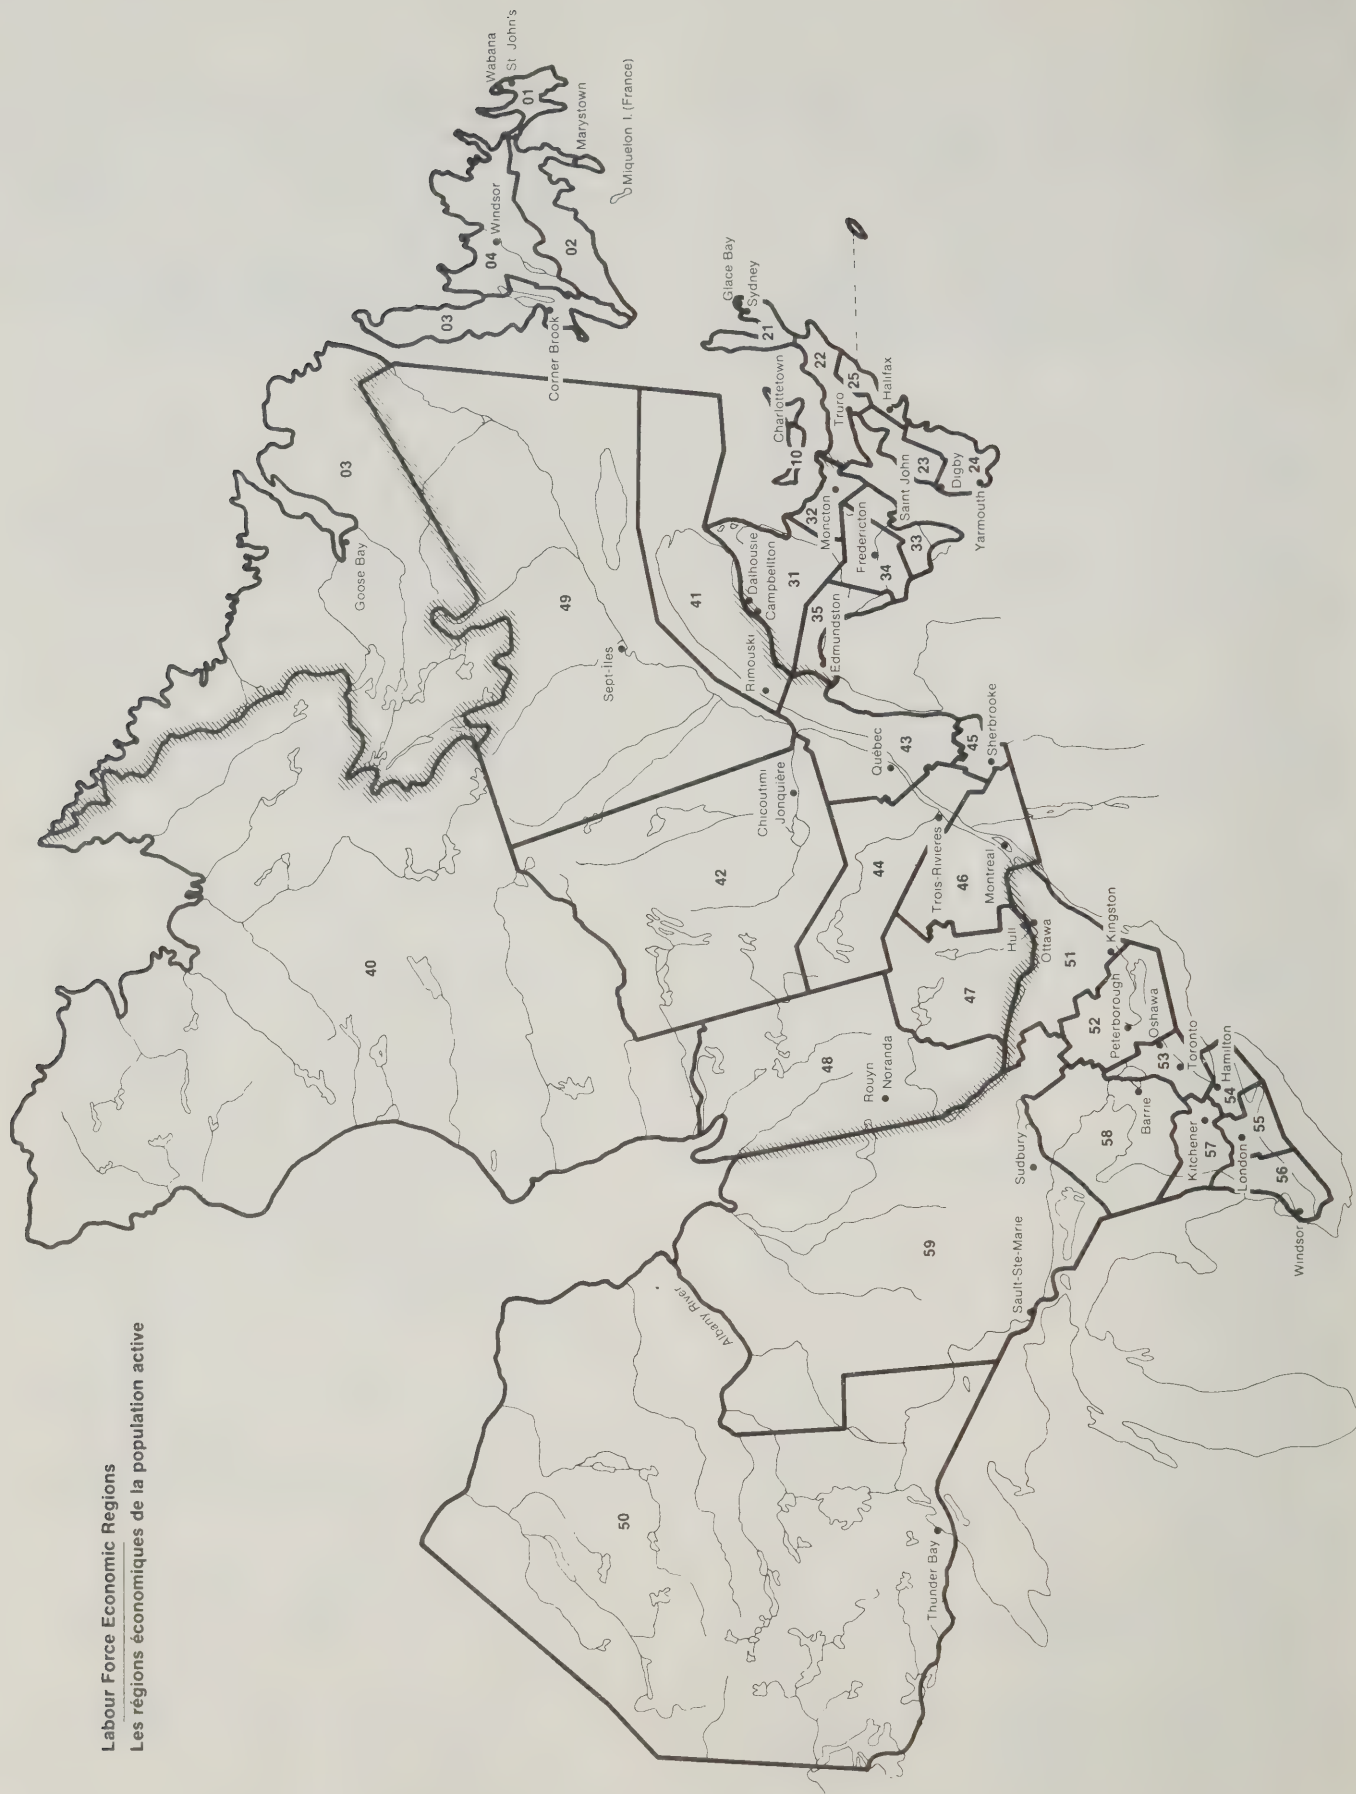 Labour Force Economic Regions
Les régions économiques de la population active
Wabana
St John's
01
Marystown
Miquelon I. (France)
Windsor
04
02
03
Corner Brook
03
Goose Bay
40
49
Sept-Iles
41
42
Chicoutimi
Jonquière
Rimouski
Dalhousie
Campbellton
31
35
Edmundston
Glace Bay
Sydney
21
22
Charlottetown
10
Truro
25
Halifax
32
Moncton
Saint John
23
Digby
24
Yarmouth
Fredericton
34
33
Québec
43
45
Sherbrooke
44
Trois-Rivières
46
Montreal
Hull
Ottawa
47
48
Rouyn
Noranda
51
Kingston
52
Peterborough
Oshawa
53
Toronto
Hamilton
54
55
Barrie
58
Kitchener
57
London
56
Windsor
Sudbury
59
Sault-Ste-Marie
Albany River
50
Thunder Bay